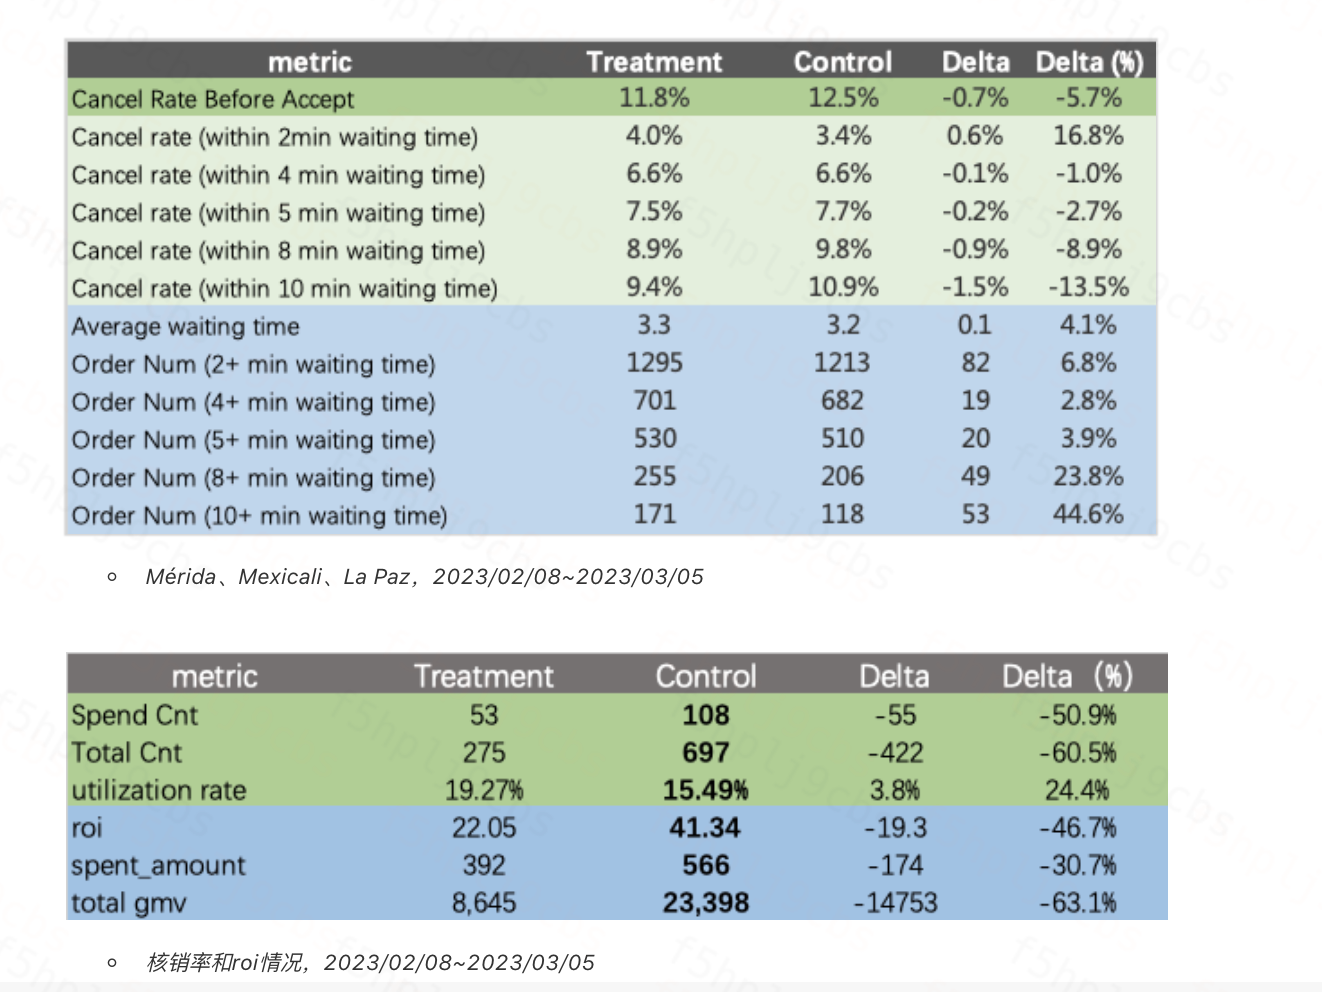 metric Treatment Control Delta Delta (%)
Cancel Rate Before Accept 11.8% 12.5% -0.7% -5.7%
Cancel rate (within 2min waiting time) 4.0% 3.4% 0.6% 16.8%
Cancel rate (within 4 min waiting time) 6.6% 6.6% -0.1% -1.0%
Cancel rate (within 5 min waiting time) 7.5% 7.7% -0.2% -2.7%
Cancel rate (within 8 min waiting time) 8.9% 9.8% -0.9% -8.9%
Cancel rate (within 10 min waiting time) 9.4% 10.9% -1.5% -13.5%
Average waiting time 3.3 3.2 0.1 4.1%
Order Num (2+ min waiting time) 1295 1213 82 6.8%
Order Num (4+ min waiting time) 701 682 19 2.8%
Order Num (5+ min waiting time) 530 510 20 3.9%
Order Num (8+ min waiting time) 255 206 49 23.8%
Order Num (10+ min waiting time) 171 118 53 44.6%
Mérida、Mexicali、La Paz，2023/02/08~2023/03/05
metric Treatment Control Delta Delta (%)
Spend Cnt 53 108 -55 -50.9%
Total Cnt 275 697 -422 -60.5%
utilization rate 19.27% 15.49% 3.8% 24.4%
roi 22.05 41.34 -19.3 -46.7%
spent_amount 392 566 -174 -30.7%
total gmv 8,645 23,398 -14753 -63.1%
核销率和roi情况，2023/02/08~2023/03/05